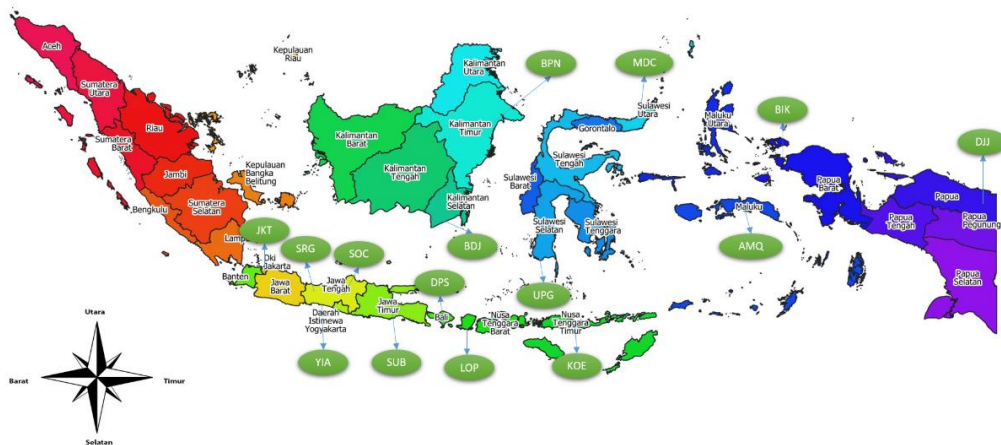 Aceh
Sumatera
Utara
Riau
Sumatera
Barat
Kepulauan
Riau
Jambi
Kepulauan
Bangka
Belitung
Sumatera
Selatan
Bengkulu
JKT
Dki
Banten
Jawa
Barat
SRG
SOC
Jawa
Tengah
Daerah
Istimewa
Yogyakarta
Jawa
Timur
DPS
Bali
YIA
SUB
LOP
KOE
Nusa
Tenggara
Barat
Nusa
Tenggara
Timur
Kalimantan
Utara
Kalimantan
Barat
Kalimantan
Timur
Kalimantan
Tengah
Kalimantan
Selatan
BPN
BDJ
MDC
Sulawesi
Utara
Gorontalo
Sulawesi
Tengah
Sulawesi
Barat
Sulawesi
Selatan
Sulawesi
Tenggara
UPG
Maluku
Utara
Maluku
AMQ
BIK
DJJ
Papua
Barat
Papua
Papua
Tengah
Papua
Pegunung
Papua
Selatan
Utara
Barat
Timur
Selatan